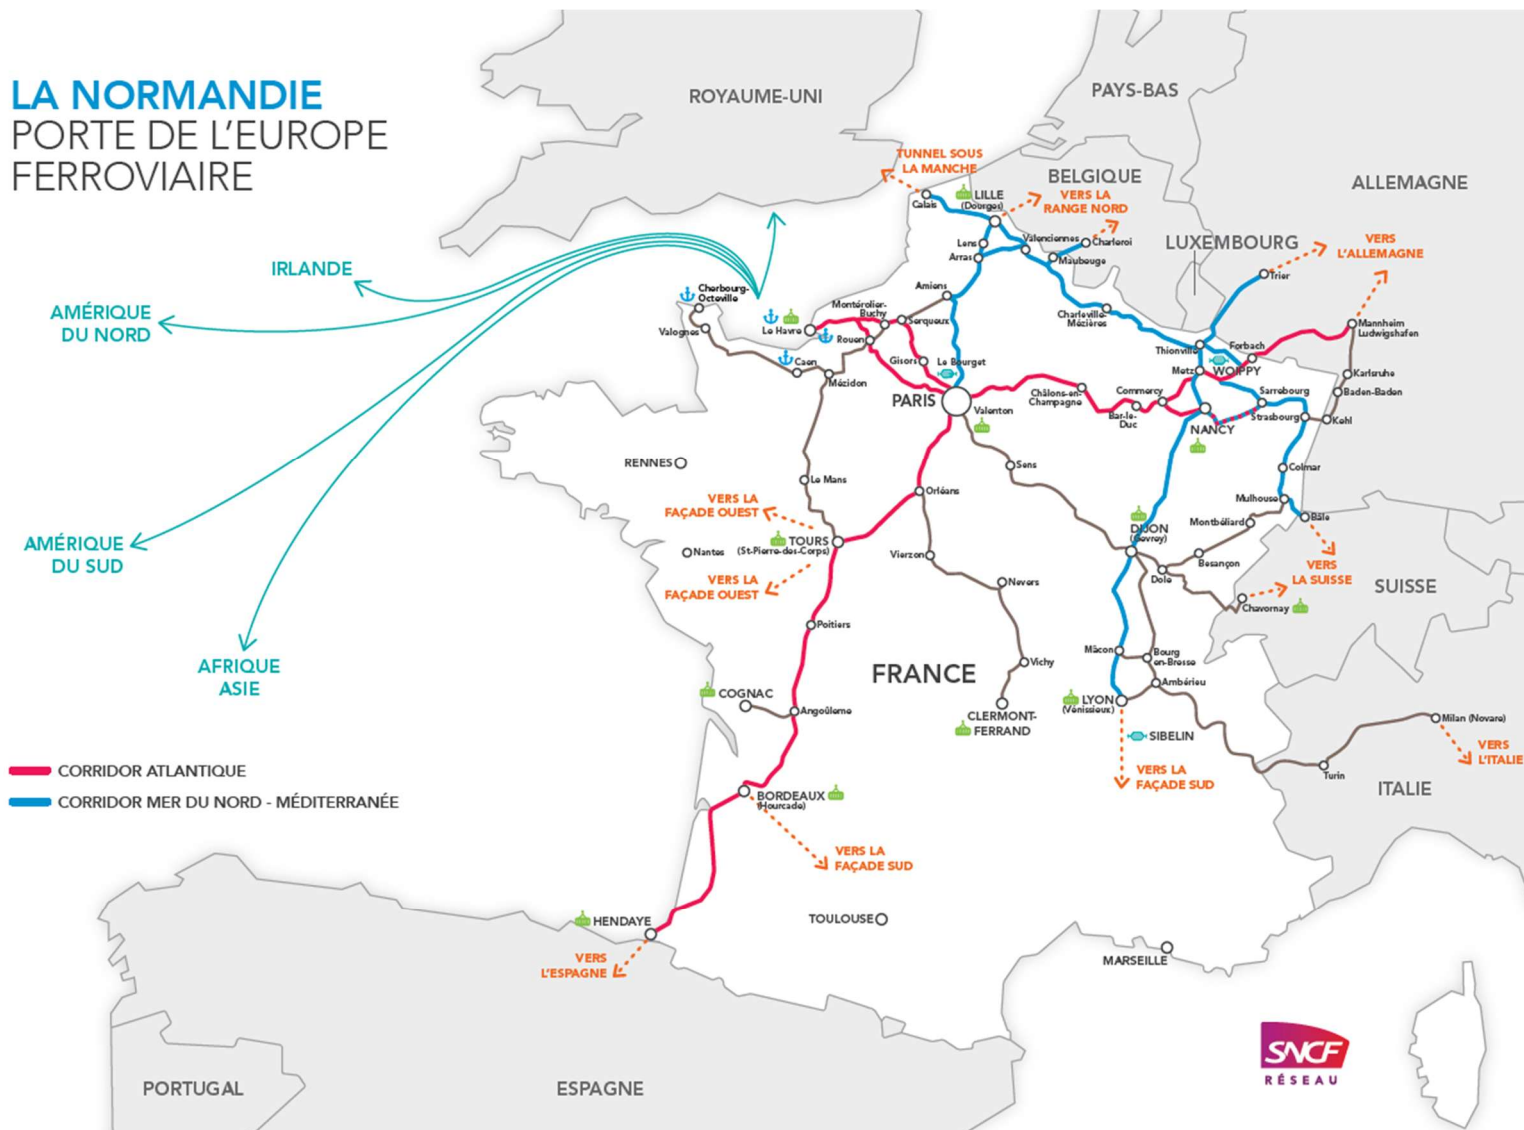 LA NORMANDIE
PORTE DE L'EUROPE
FERROVIAIRE
ROYAUME-UNI
PAYS-BAS
BELGIQUE
ALLEMAGNE
LUXEMBOURG
TUNNEL SOUS
LA MANCHE
Calais
LILLE
(Dourges)
VERS LA
RANGE NORD
Lens
Valenciennes
Charleroi
Arras
Maubeuge
VERS
L'ALLEMAGNE
Trier
IRLANDE
AMÉRIQUE
DU NORD
AMÉRIQUE
DU SUD
AFRIQUE
ASIE
Cherbourg-
Octeville
Valognes
Le Havre
Montérolier-
Buchy
Amiens
Serqueux
Rouen
Caen
Mézidon
Gisors
Le Bourget
Charleville-
Mézières
Thionville
Forbach
Mannheim
Ludwigshafen
Metz
WOIPPY
Karlsruhe
Baden-Baden
PARIS
Valenton
Châlons-en-
Champagne
Commercy
Bar-le-
Duc
Sarrebourg
Strasbourg
Kehl
NANCY
RENNES
Le Mans
Sens
Orléans
Colmar
Mulhouse
Bâle
VERS LA
FAÇADE OUEST
TOURS
(St-Pierre-des-Corps)
Nantes
VERS LA
FAÇADE OUEST
Vierzon
Nevers
DIJON
(Gevrey)
Montbéliard
Besançon
Dole
VERS
LA SUISSE
SUISSE
Chavornay
Poitiers
Vichy
Mâcon
Bourg
en-Bresse
FRANCE
Ambérieu
COGNAC
Angoulême
CLERMONT-
FERRAND
LYON
(Vénissieux)
SIBELIN
VERS LA
FAÇADE SUD
Milan (Novare)
VERS
L'ITALIE
Turin
ITALIE
CORRIDOR ATLANTIQUE
CORRIDOR MER DU NORD - MÉDITERRANÉE
BORDEAUX
(Hourcade)
VERS LA
FAÇADE SUD
HENDAYE
VERS
L'ESPAGNE
TOULOUSE
MARSEILLE
PORTUGAL
ESPAGNE
SNCF
RÉSEAU